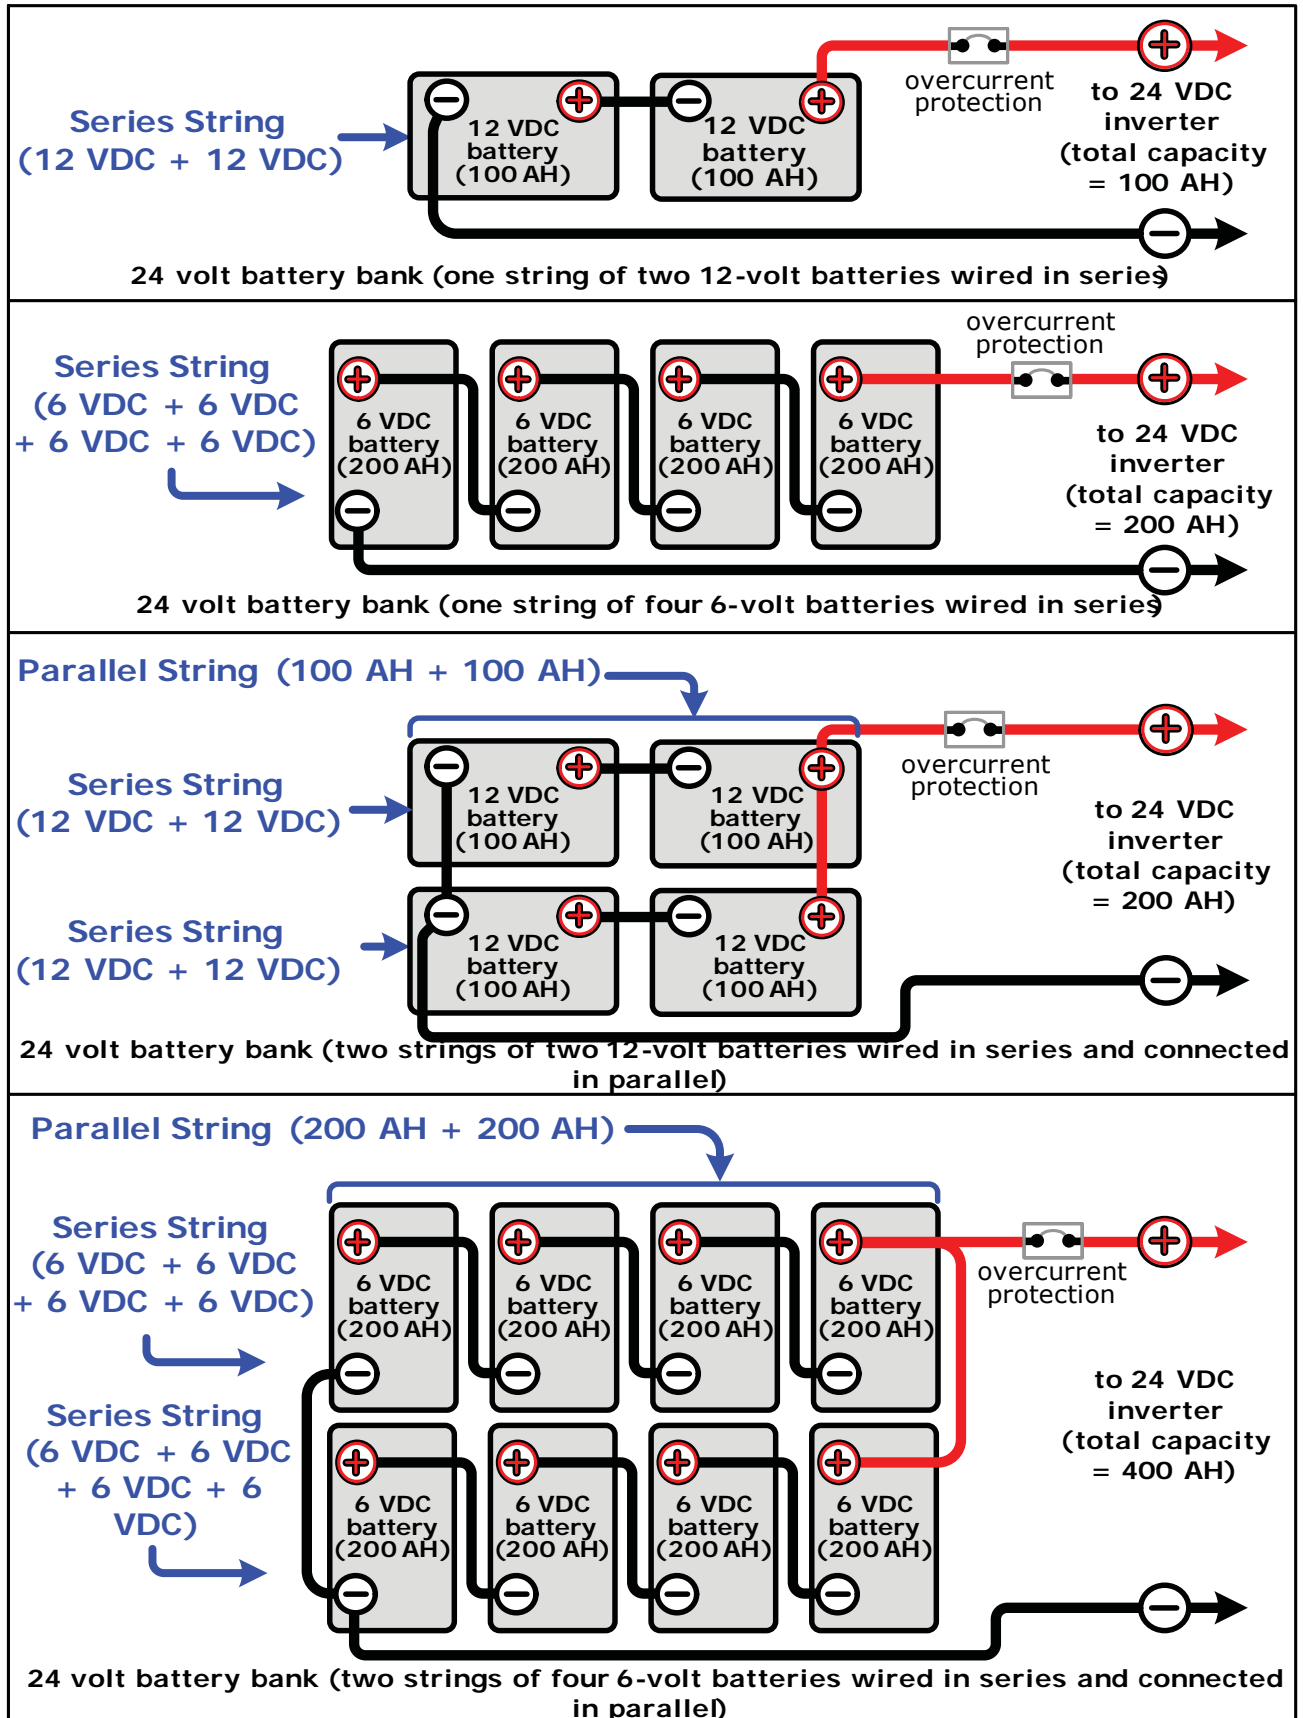 Series String
(12 VDC + 12 VDC)
12 VDC
battery
(100 AH)
12 VDC
battery
(100 AH)
overcurrent
protection
to 24 VDC
inverter
(total capacity
= 100 AH)
24 volt battery bank (one string of two 12-volt batteries wired in series)
Series String
(6 VDC + 6 VDC
+ 6 VDC + 6 VDC)
6 VDC
battery
(200 AH)
6 VDC
battery
(200 AH)
6 VDC
battery
(200 AH)
6 VDC
battery
(200 AH)
overcurrent
protection
to 24 VDC
inverter
(total capacity
= 200 AH)
24 volt battery bank (one string of four 6-volt batteries wired in series)
Parallel String (100 AH + 100 AH)
Series String
(12 VDC + 12 VDC)
12 VDC
battery
(100 AH)
12 VDC
battery
(100 AH)
overcurrent
protection
to 24 VDC
inverter
(total capacity
= 200 AH)
Series String
(12 VDC + 12 VDC)
12 VDC
battery
(100 AH)
12 VDC
battery
(100 AH)
24 volt battery bank (two strings of two 12-volt batteries wired in series and connected
in parallel)
Parallel String (200 AH + 200 AH)
Series String
(6 VDC + 6 VDC
+ 6 VDC + 6 VDC)
6 VDC
battery
(200 AH)
6 VDC
battery
(200 AH)
6 VDC
battery
(200 AH)
6 VDC
battery
(200 AH)
overcurrent
protection
to 24 VDC
inverter
(total capacity
= 400 AH)
Series String
(6 VDC + 6 VDC
+ 6 VDC + 6
VDC)
6 VDC
battery
(200 AH)
6 VDC
battery
(200 AH)
6 VDC
battery
(200 AH)
6 VDC
battery
(200 AH)
24 volt battery bank (two strings of four 6-volt batteries wired in series and connected
in parallel)